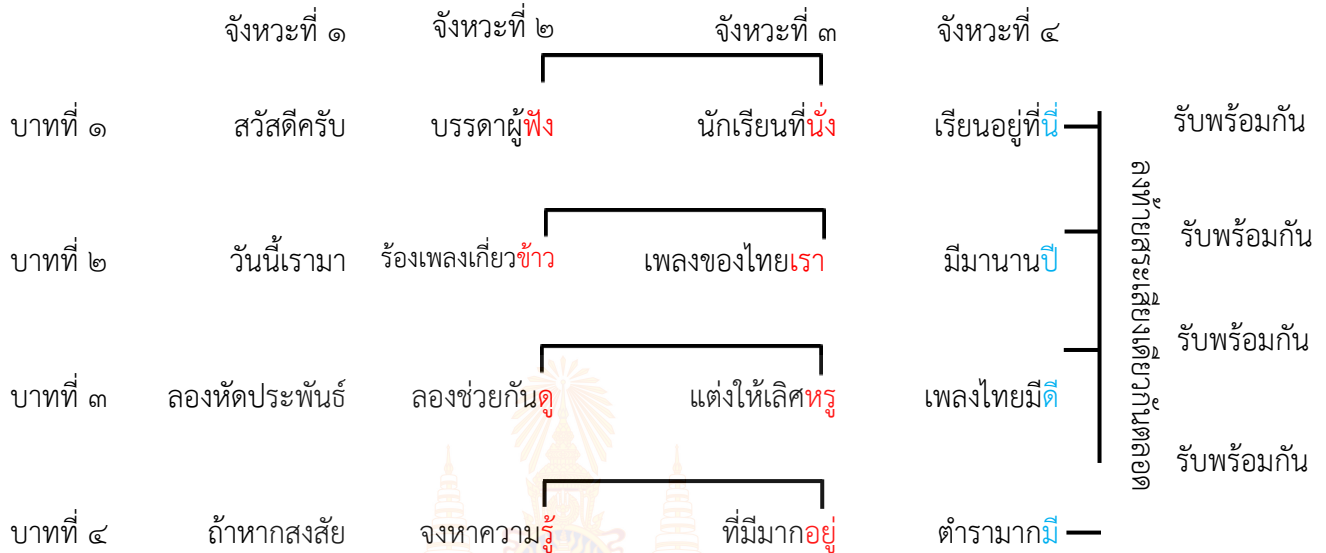 จังหวะที่ ๑ จังหวะที่ ๒ จังหวะที่ ๓ จังหวะที่ ๔
บาทที่ ๑ สวัสดีครับ บรรดาผู้ฟัง นักเรียนที่นั่ง เรียนอยู่ที่นี่ รับพร้อมกัน
บาทที่ ๒ วันนี้เรามา ร้องเพลงเกี่ยวข้าว เพลงของไทยเรา มีมานานปี รับพร้อมกัน
บาทที่ ๓ ลองหัดประพันธ์ ลองช่วยกันดู แต่งให้เลิศหรู เพลงไทยมีดี รับพร้อมกัน
บาทที่ ๔ ถ้าหากสงสัย จงหาความรู้ ที่มีมากอยู่ ตำรามากมี รับพร้อมกัน
ลงท้ายสระเสียงเดียวกันตลอด